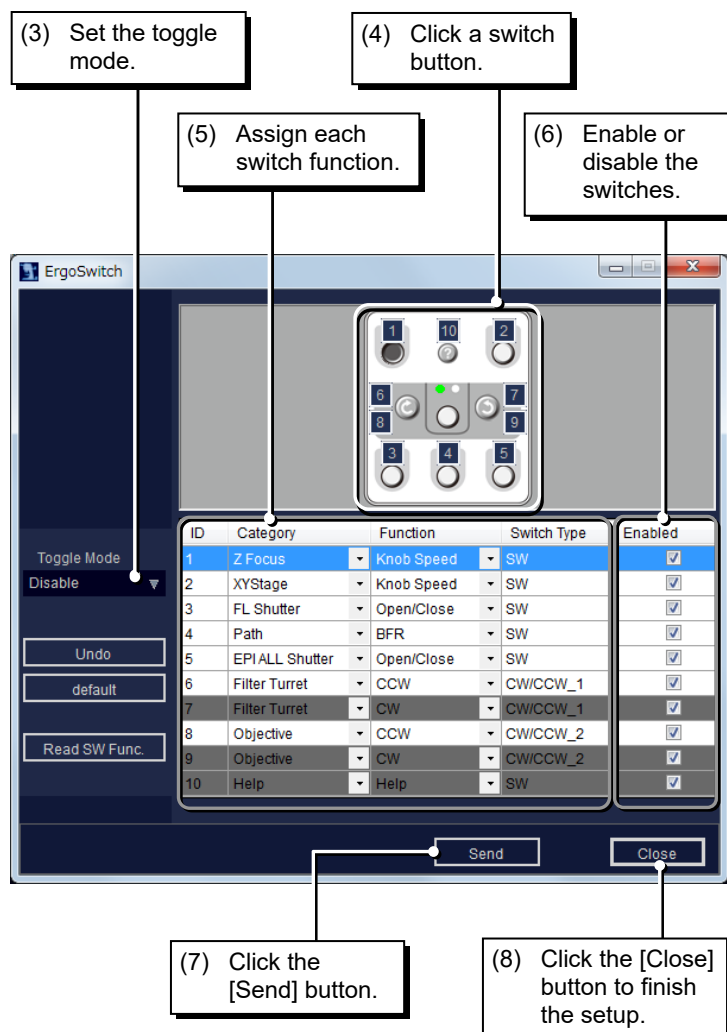 (3) Set the toggle
mode.
(4) Click a switch
button.
(5) Assign each
switch function.
(6) Enable or
disable the
switches.
ErgoSwitch
1 10 2
?
6 7
8 9
3 4 5
Toggle Mode
Disable
Undo
default
Read SW Func.
ID Category Function Switch Type Enabled
1 Z Focus Knob Speed SW
2 XYStage Knob Speed SW
3 FL Shutter Open/Close SW
4 Path BFR SW
5 EPI ALL Shutter Open/Close SW
6 Filter Turret CCW CW/CCW_1
7 Filter Turret CW CW/CCW_1
8 Objective CCW CW/CCW_2
9 Objective CW CW/CCW_2
10 Help Help SW
Send Close
(7) Click the
[Send] button.
(8) Click the [Close]
button to finish
the setup.